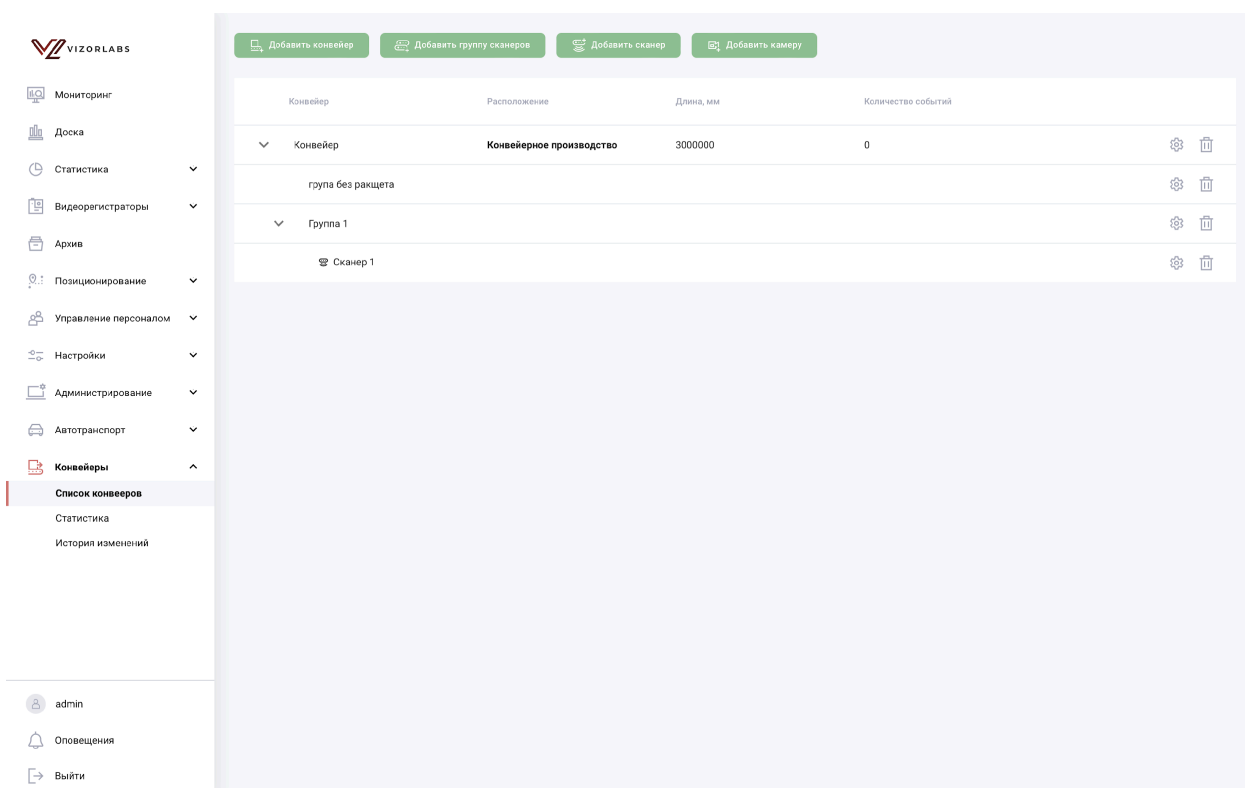 VIZORLABS
Мониторинг
Доска
Статистика
Видеорегистраторы
Архив
Позиционирование
Управление персоналом
Настройки
Администрирование
Автотранспорт
Конвейеры
Список конвееров
Статистика
История изменений
admin
Оповещения
Выйти
Добавить конвейер Добавить группу сканеров Добавить сканер Добавить камеру
Конвейер Расположение Длина, мм Количество событий
Конвейер Конвейерное производство 3000000 0
група без ракщета
Группа 1
Сканер 1